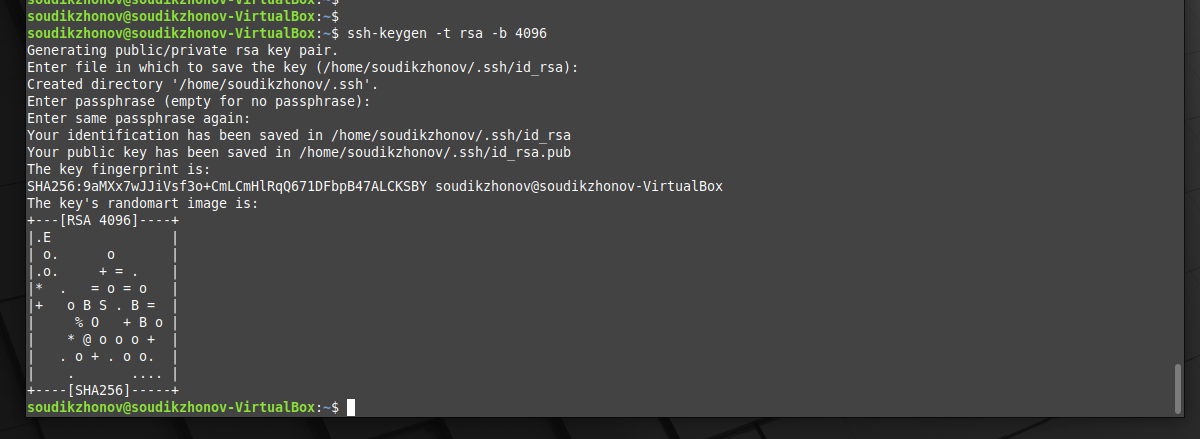 soudikzhonov@soudikzhonov-VirtualBox:~$
soudikzhonov@soudikzhonov-VirtualBox:~$
soudikzhonov@soudikzhonov-VirtualBox:~$ ssh-keygen -t rsa -b 4096
Generating public/private rsa key pair.
Enter file in which to save the key (/home/soudikzhonov/.ssh/id_rsa):
Created directory '/home/soudikzhonov/.ssh'.
Enter passphrase (empty for no passphrase):
Enter same passphrase again:
Your identification has been saved in /home/soudikzhonov/.ssh/id_rsa
Your public key has been saved in /home/soudikzhonov/.ssh/id_rsa.pub
The key fingerprint is:
SHA256:9aMXx7wJJiVsf3o+CmLCmHlRqQ671DFbpB47ALCKSBY soudikzhonov@soudikzhonov-VirtualBox
The key's randomart image is:
+---[RSA 4096]----+
|.E               |
| o.      o       |
|.o.     + = .    |
|*  .   = o = o   |
|+   o B S . B =  |
|     % O   + B o |
|    * @ o o o +  |
|   . o + . o o.  |
|    .       .... |
+----[SHA256]-----+
soudikzhonov@soudikzhonov-VirtualBox:~$